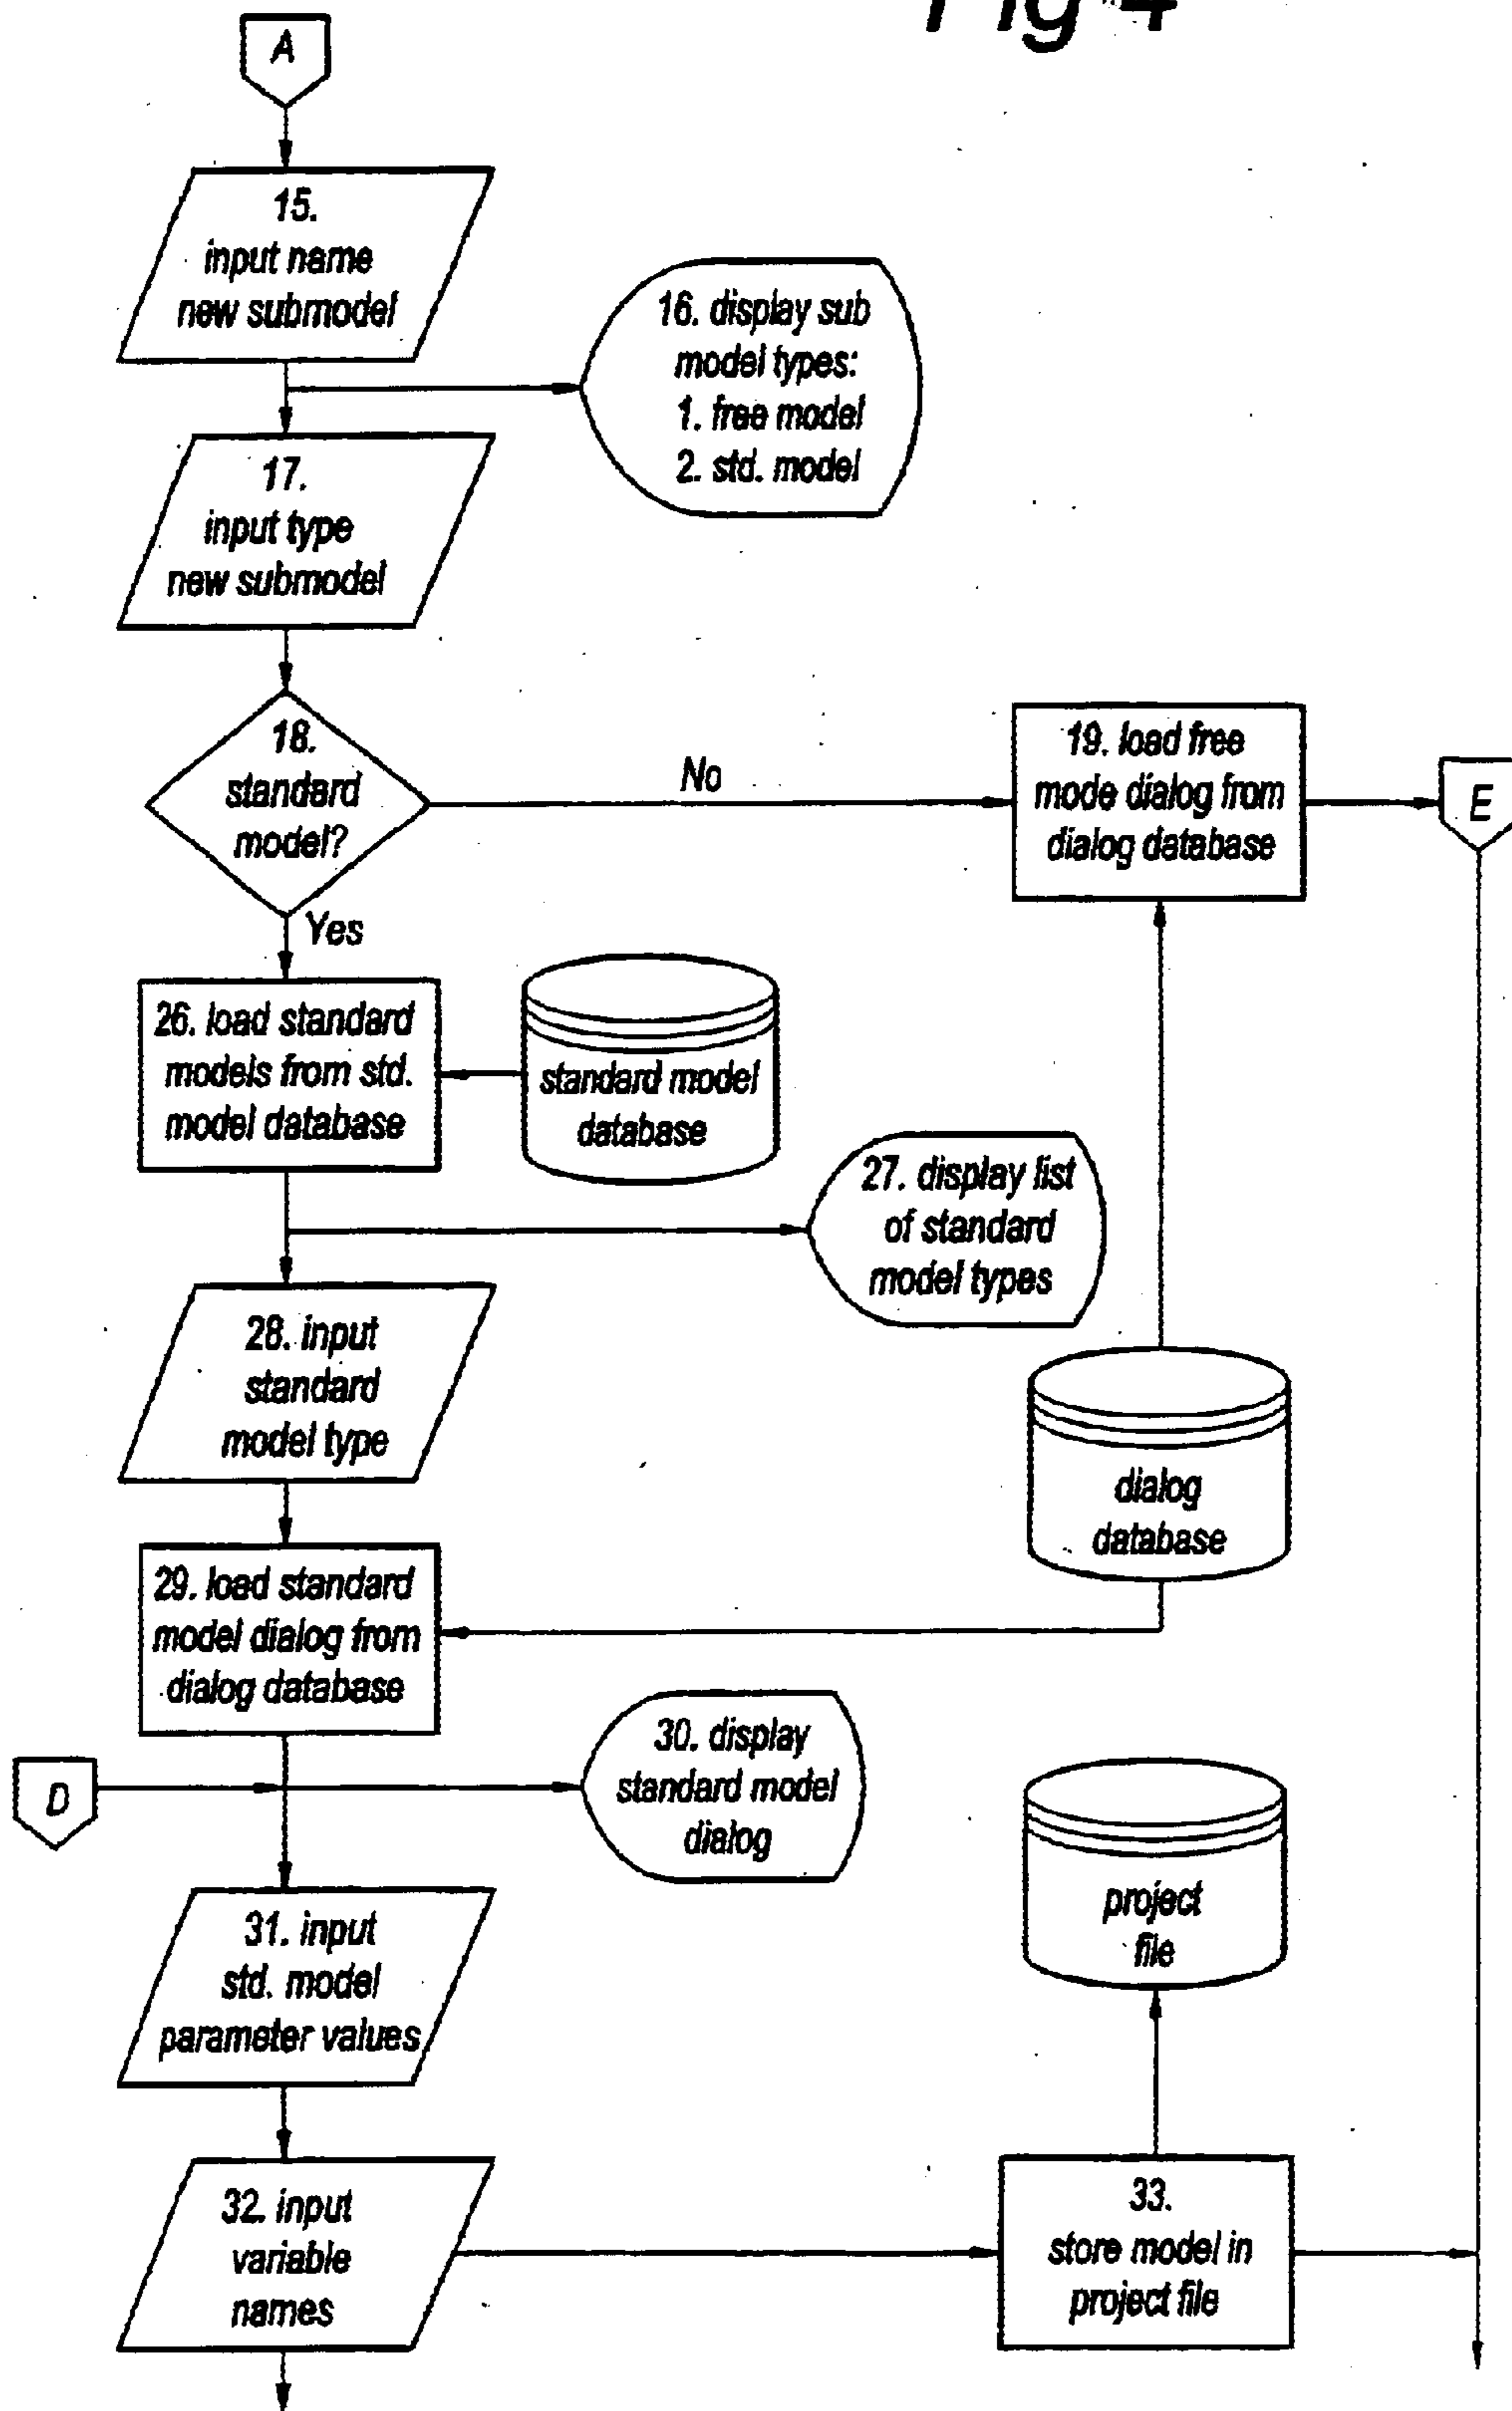 Fig 4
A
15.
input name
new submodel
16. display sub
model types:
1. free model
2. std. model
17.
input type
new submodel
18.
standard
model?
No
19. load free
mode dialog from
dialog database
E
Yes
26. load standard
models from std.
model database
standard model
database
27. display list
of standard
model types
28. input
standard
model type
dialog
database
29. load standard
model dialog from
dialog database
D
30. display
standard model
dialog
31. input
std. model
parameter values
project
file
32. input
variable
names
33.
store model in
project file